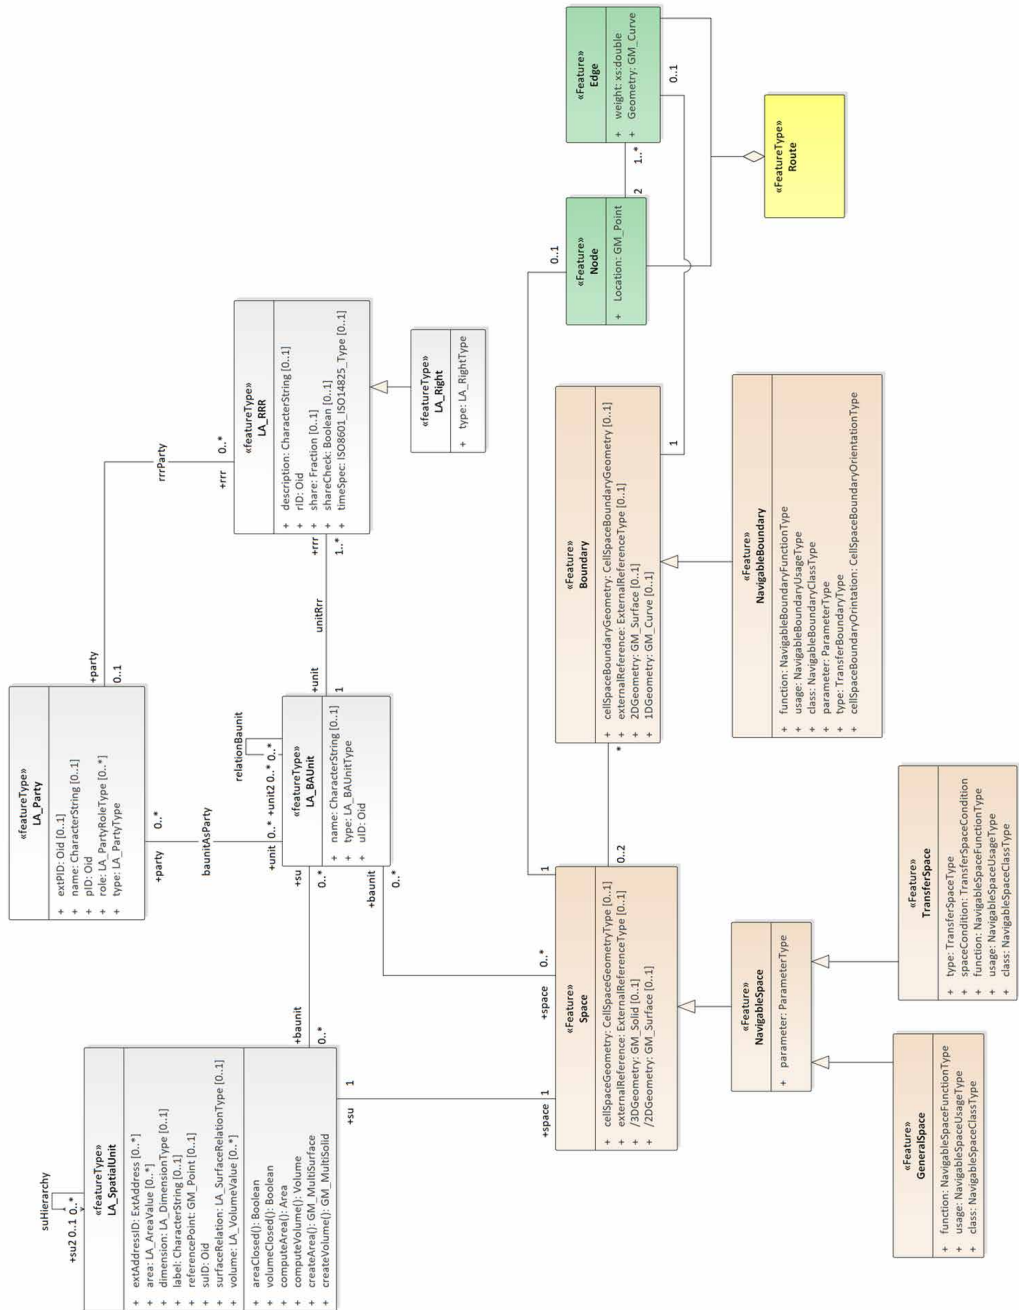 suHierarchy
+su2 0..1 0..*
«featureType»
LA_SpatialUnit
+ extAddressID: ExtAddress [0..*]
+ area: LA_AreaValue [0..*]
+ dimension: LA_DimensionType [0..1]
+ label: CharacterString [0..1]
+ referencePoint: GM_Point [0..1]
+ suID: Oid
+ surfaceRelation: LA_SurfaceRelationType [0..1]
+ volume: LA_VolumeValue [0..*]
+ areaClosed(): Boolean
+ volumeClosed(): Boolean
+ computeArea(): Area
+ computeVolume(): Volume
+ createArea(): GM_MultiSurface
+ createVolume(): GM_MultiSolid
+baunit
0..*
+su
1
+space 1
«featureType»
LA_Party
+ extPID: Oid [0..1]
+ name: CharacterString [0..1]
+ pID: Oid
+ role: LA_PartyRoleType [0..*]
+ type: LA_PartyType
+party
0..*
baunitAsParty
+unit 0..*
+party
0..1
rrrParty
+rrr 0..*
relationBaunit
+unit2 0..* 0..*
+su
0..*
«featureType»
LA_BAUnit
+ name: CharacterString [0..1]
+ type: LA_BAUnitType
+ uID: Oid
+baunit
0..*
+space 0..*
+unit
1
unitRrr
+rrr
1..*
«featureType»
LA_RRR
+ description: CharacterString [0..1]
+ rID: Oid
+ share: Fraction [0..1]
+ shareCheck: Boolean [0..1]
+ timeSpec: ISO8601_ISO14825_Type [0..1]
«featureType»
LA_Right
+ type: LA_RightType
«Feature»
Space
+ cellSpaceGeometry: CellSpaceGeometryType [0..1]
+ externalReference: ExternalReferenceType [0..1]
+ /3DGeometry: GM_Solid [0..1]
+ /2DGeometry: GM_Surface [0..1]
1
0..1
0..2
*
«Feature»
Boundary
+ cellSpaceBoundaryGeometry: CellSpaceBoundaryGeometry [0..1]
+ externalReference: ExternalReferenceType [0..1]
+ 2DGeometry: GM_Surface [0..1]
+ 1DGeometry: GM_Curve [0..1]
1
0..1
«Feature»
Node
+ Location: GM_Point
2
1..*
«Feature»
Edge
+ weight: xs:double
+ Geometry: GM_Curve
«FeatureType»
Route
«Feature»
NavigableSpace
+ parameter: ParameterType
«Feature»
NavigableBoundary
+ function: NavigableBoundaryFunctionType
+ usage: NavigableBoundaryUsageType
+ class: NavigableBoundaryClassType
+ parameter: ParameterType
+ type: TransferBoundaryType
+ cellSpaceBoundaryOrintation: CellSpaceBoundaryOrientationType
«Feature»
GeneralSpace
+ function: NavigableSpaceFunctionType
+ usage: NavigableSpaceUsageType
+ class: NavigableSpaceClassType
«Feature»
TransferSpace
+ type: TransferSpaceType
+ spaceCondition: TransferSpaceCondition
+ function: NavigableSpaceFunctionType
+ usage: NavigableSpaceUsageType
+ class: NavigableSpaceClassType